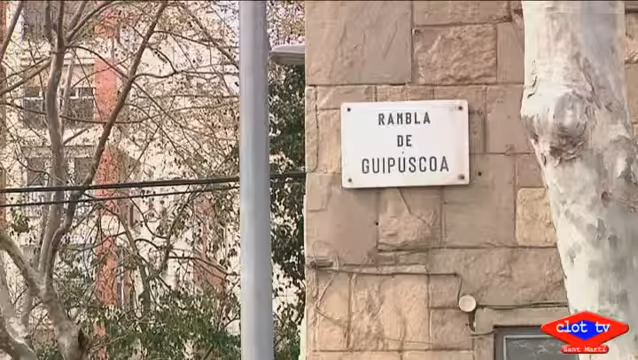 RAMBLA
DE
GUIPÚSCOA
clot tv
Sant Martí